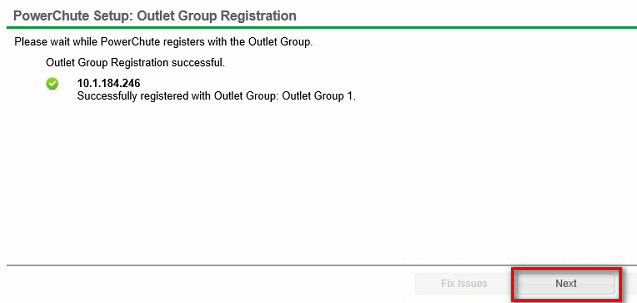 PowerChute Setup: Outlet Group Registration
Please wait while PowerChute registers with the Outlet Group.
Outlet Group Registration successful.
10.1.184.246
Successfully registered with Outlet Group: Outlet Group 1.
Fix Issues
Next